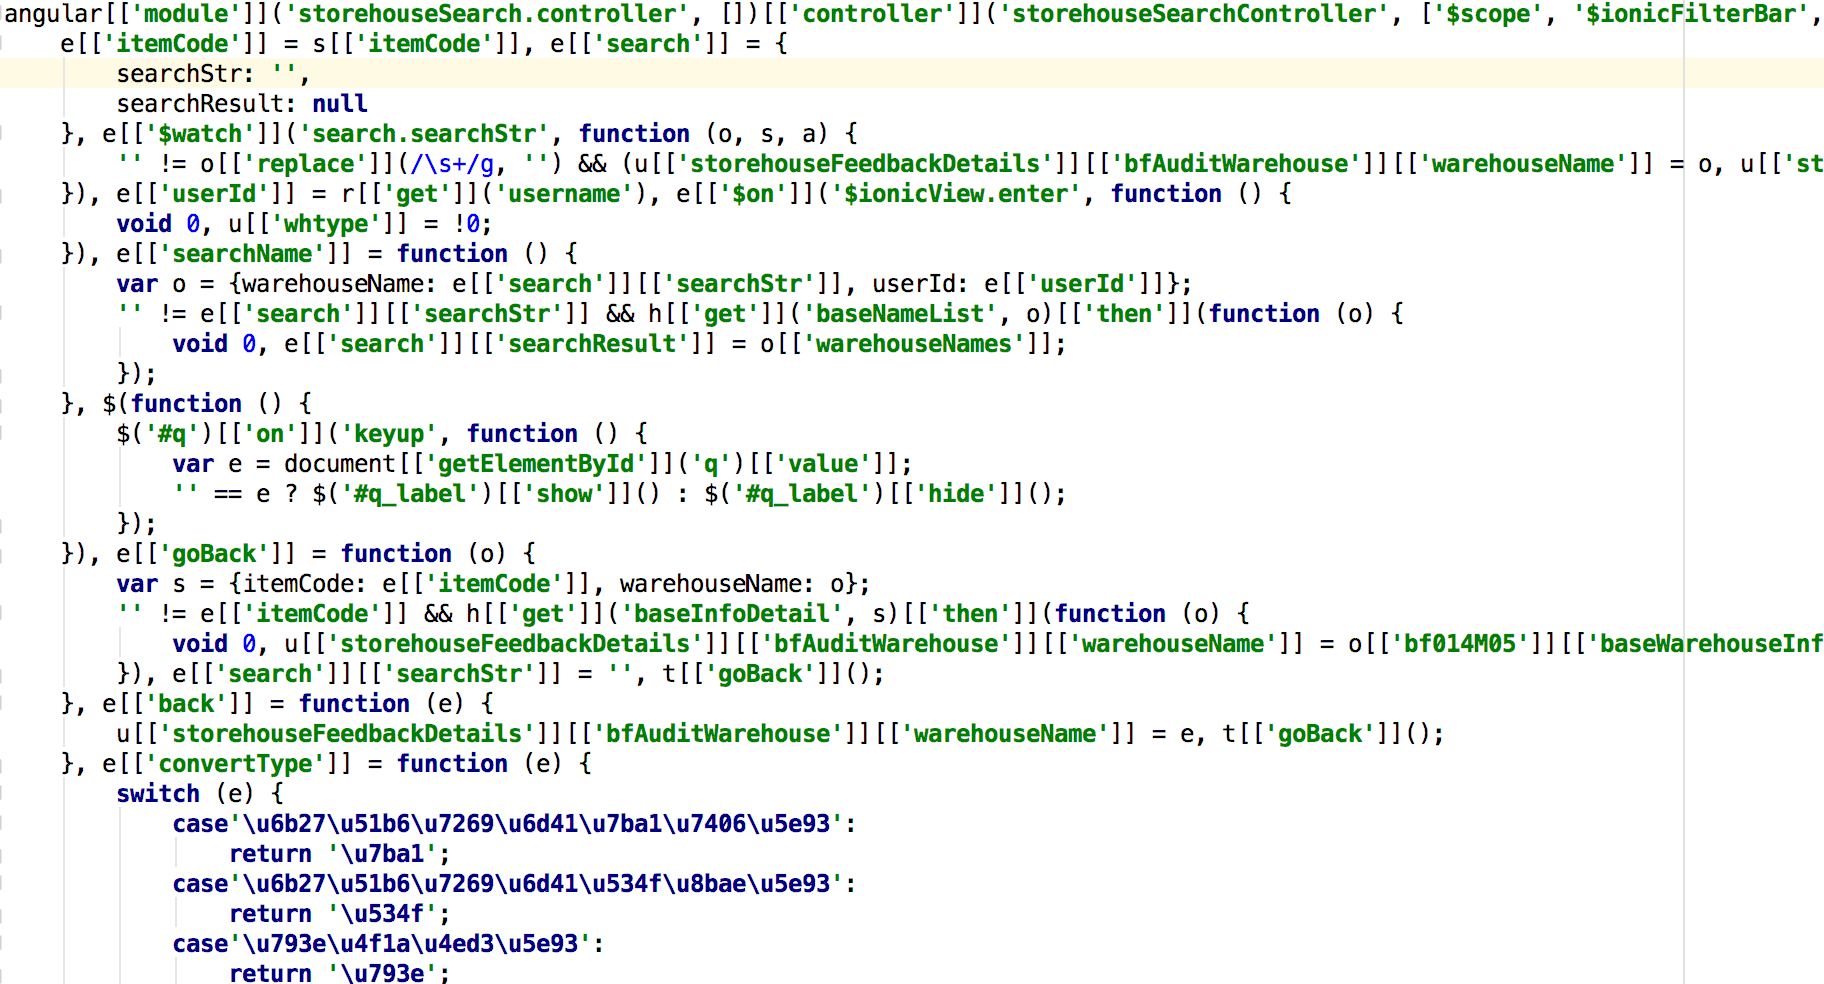 angular[['module']]('storehouseSearch.controller', [])[['controller']]('storehouseSearchController', ['$scope', '$ionicFilterBar',
e[['itemCode']] = s[['itemCode']], e[['search']] = {
searchStr: '',
searchResult: null
}, e[['$watch']]('search.searchStr', function (o, s, a) {
'' != o[['replace']](/\s+/g, '') && (u[['storehouseFeedbackDetails']][['bfAuditWarehouse']][['warehouseName']] = o, u[['st
}), e[['userId']] = r[['get']]('username'), e[['$on']]('$ionicView.enter', function () {
void 0, u[['whtype']] = !0;
}), e[['searchName']] = function () {
var o = {warehouseName: e[['search']][['searchStr']], userId: e[['userId']]};
'' != e[['search']][['searchStr']] && h[['get']]('baseNameList', o)[['then']](function (o) {
void 0, e[['search']][['searchResult']] = o[['warehouseNames']];
});
}, $(function () {
$('#q')[['on']]('keyup', function () {
var e = document[['getElementById']]('q')[['value']];
'' == e ? $('#q_label')[['show']]() : $('#q_label')[['hide']]();
});
}), e[['goBack']] = function (o) {
var s = {itemCode: e[['itemCode']], warehouseName: o};
'' != e[['itemCode']] && h[['get']]('baseInfoDetail', s)[['then']](function (o) {
void 0, u[['storehouseFeedbackDetails']][['bfAuditWarehouse']][['warehouseName']] = o[['bf014M05']][['baseWarehouseInf
}), e[['search']][['searchStr']] = '', t[['goBack']]();
}, e[['back']] = function (e) {
u[['storehouseFeedbackDetails']][['bfAuditWarehouse']][['warehouseName']] = e, t[['goBack']]();
}, e[['convertType']] = function (e) {
switch (e) {
case'\u6b27\u51b6\u7269\u6d41\u7ba1\u7406\u5e93':
return '\u7ba1';
case'\u6b27\u51b6\u7269\u6d41\u534f\u8bae\u5e93':
return '\u534f';
case'\u793e\u4f1a\u4ed3\u5e93':
return '\u793e';